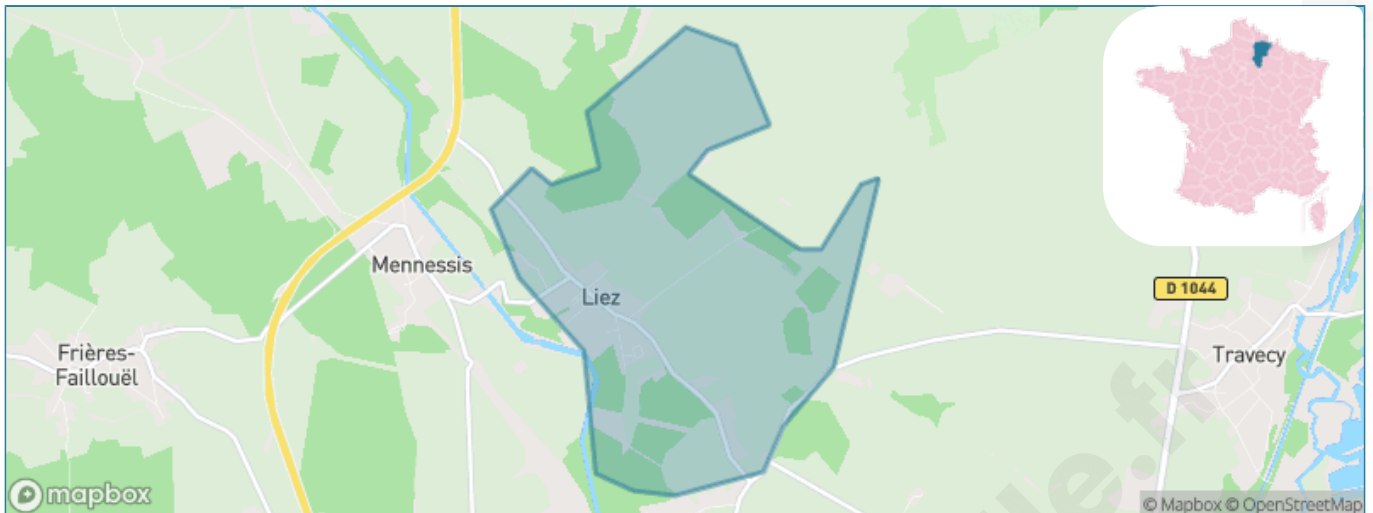 Mennessis
Liez
D 1044
Frières-
Faillouël
Travecy
mapbox
© Mapbox © OpenStreetMap